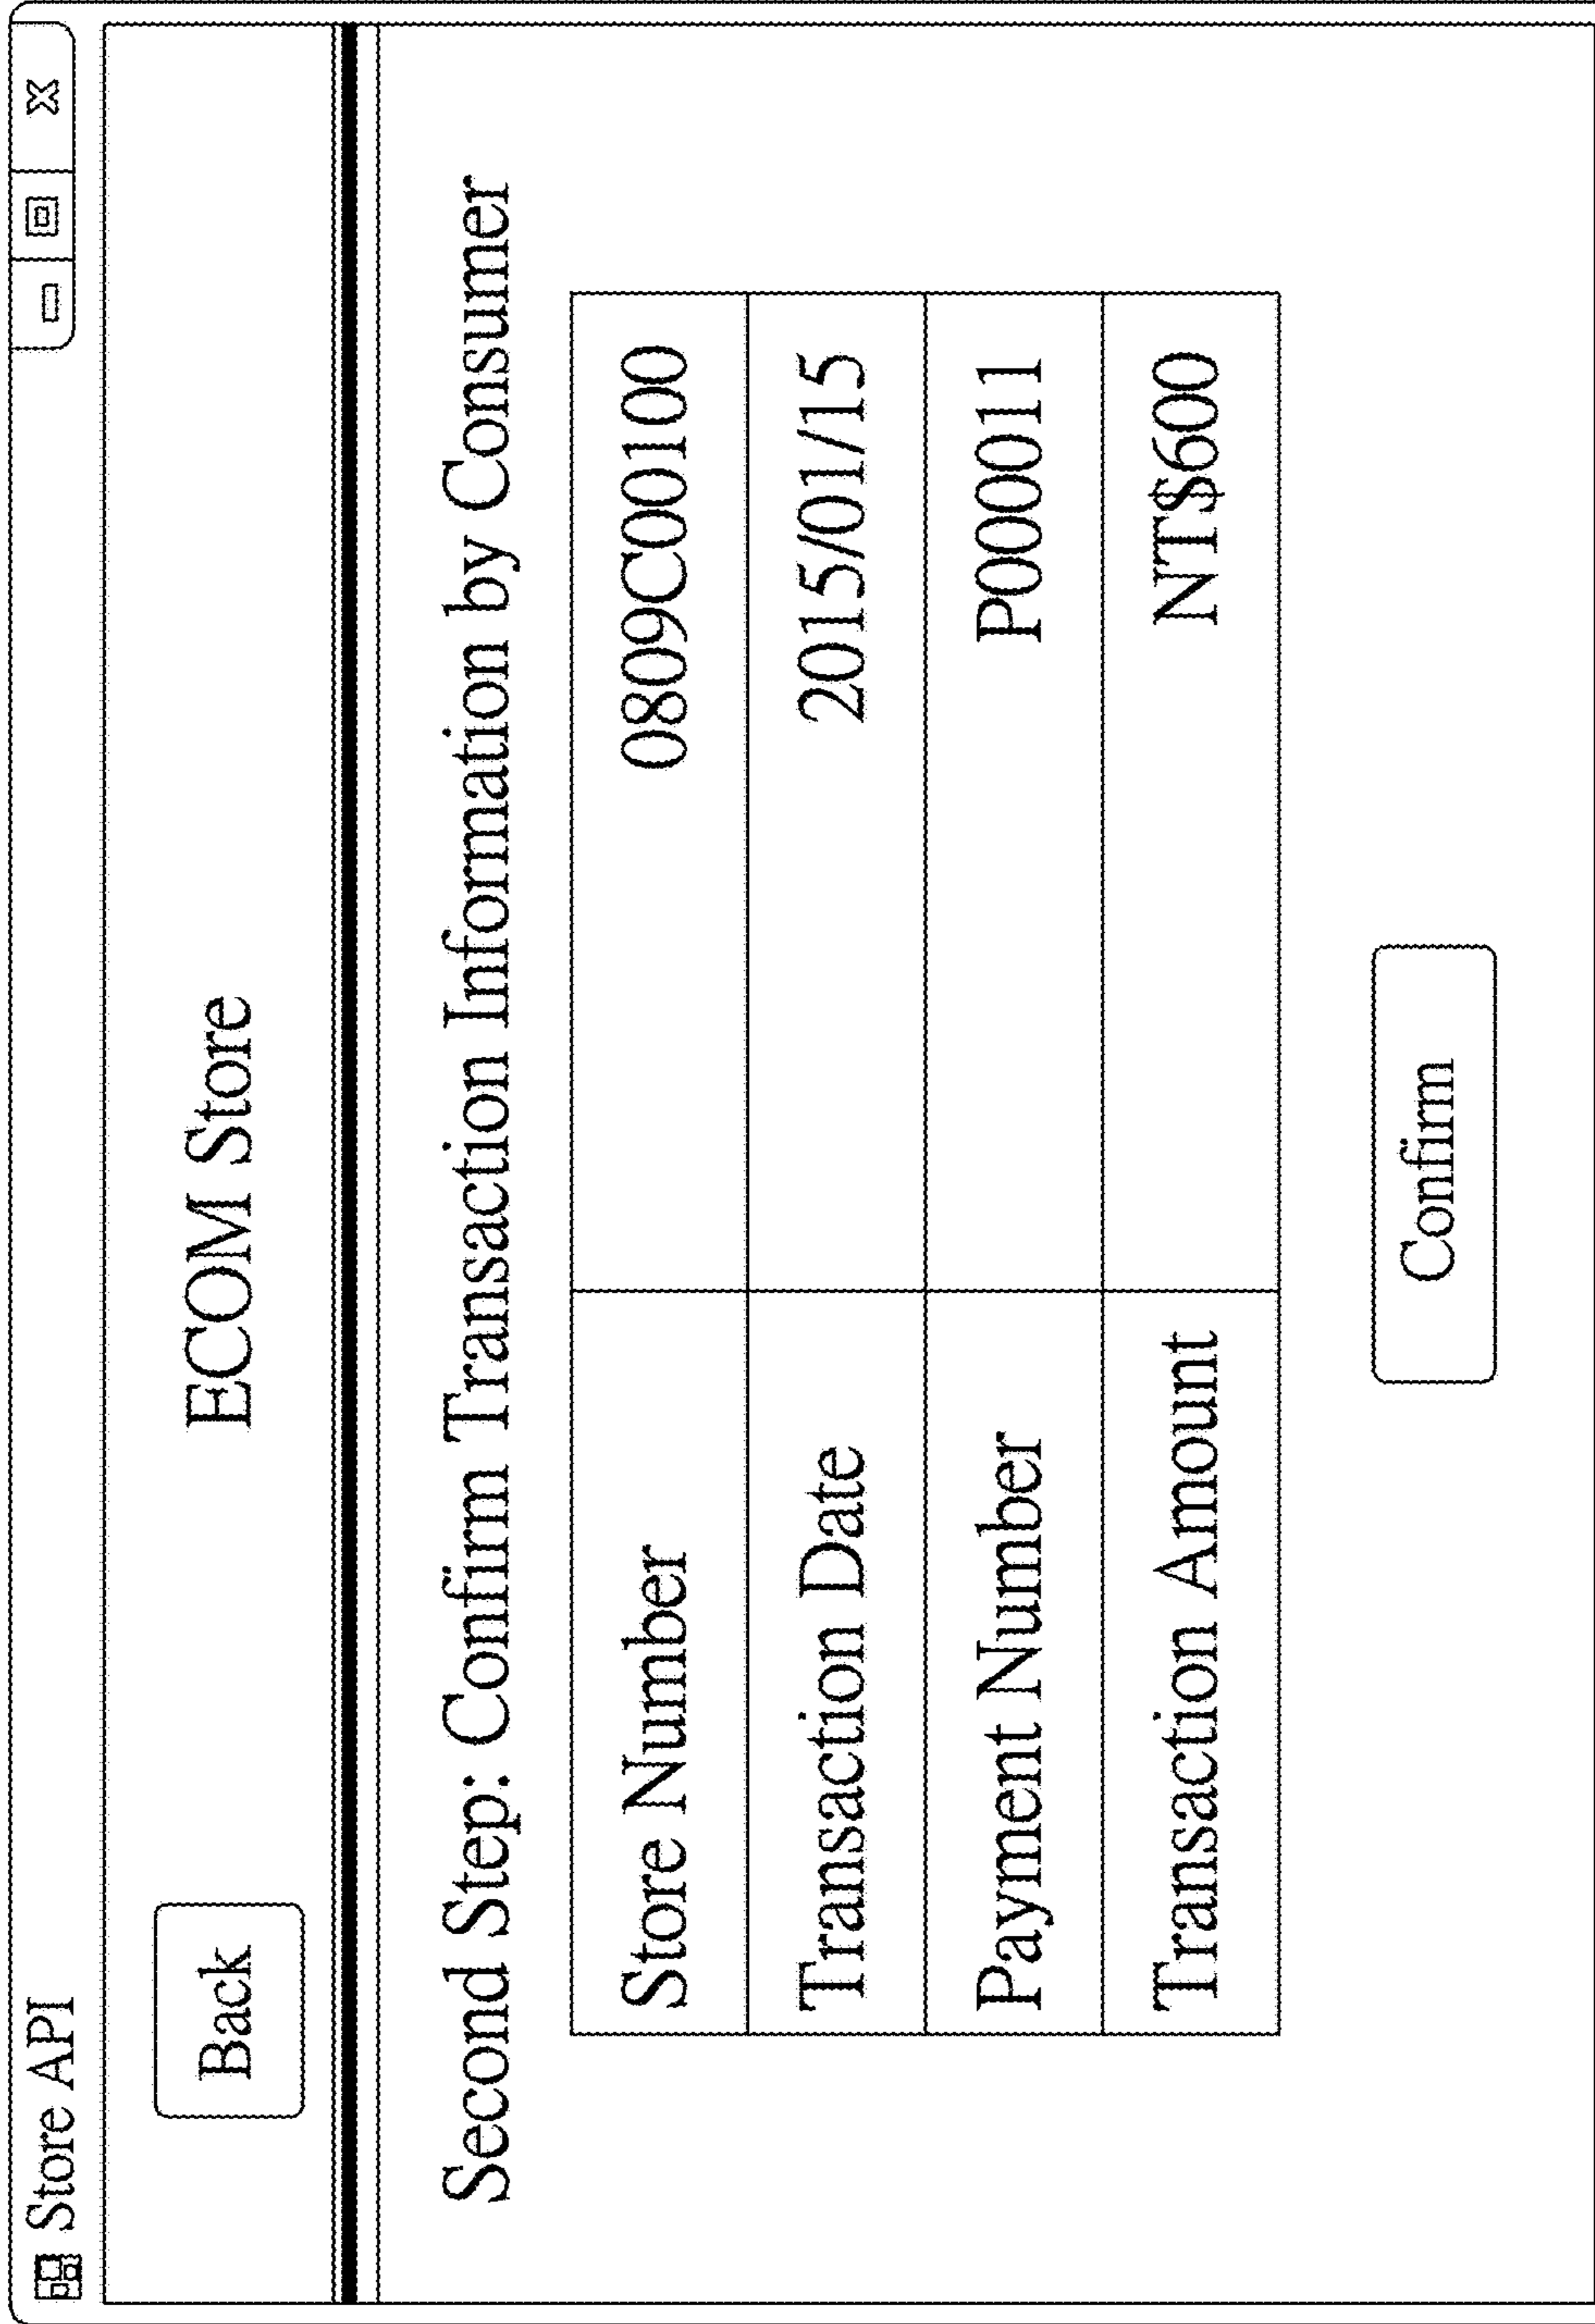 Store API
Back
ECOM Store
Second Step: Confirm Transaction Information by Consumer
Store Number 0809C00100
Transaction Date 2015/01/15
Payment Number P000011
Transaction Amount NT$600
Confirm